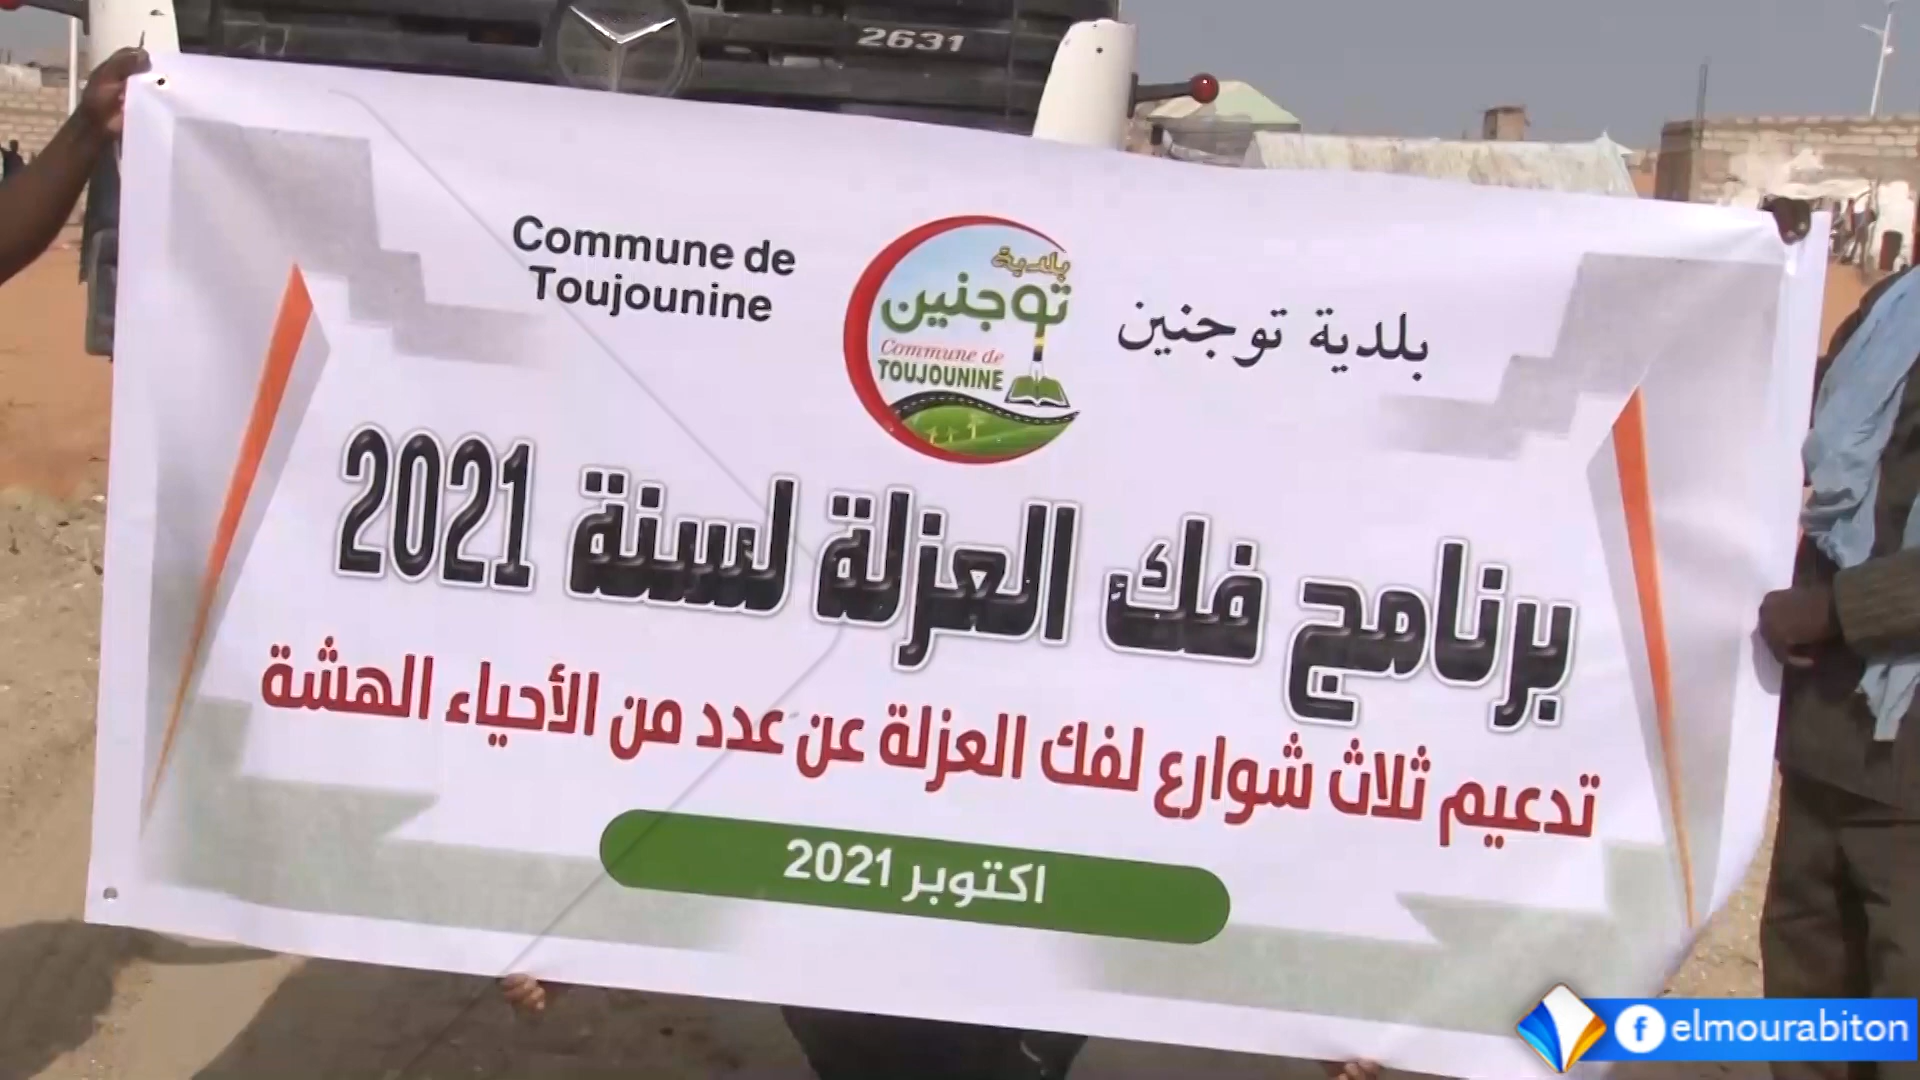 2631
Commune de
Toujounine
بلدية
توجنين
Commune de
TOUJOUNINE
بلدية توجنين
برنامج فك العزلة لسنة 2021
تدعيم ثلاث شوارع لفك العزلة عن عدد من الأحياء الهشة
اكتوبر 2021
elmourabiton